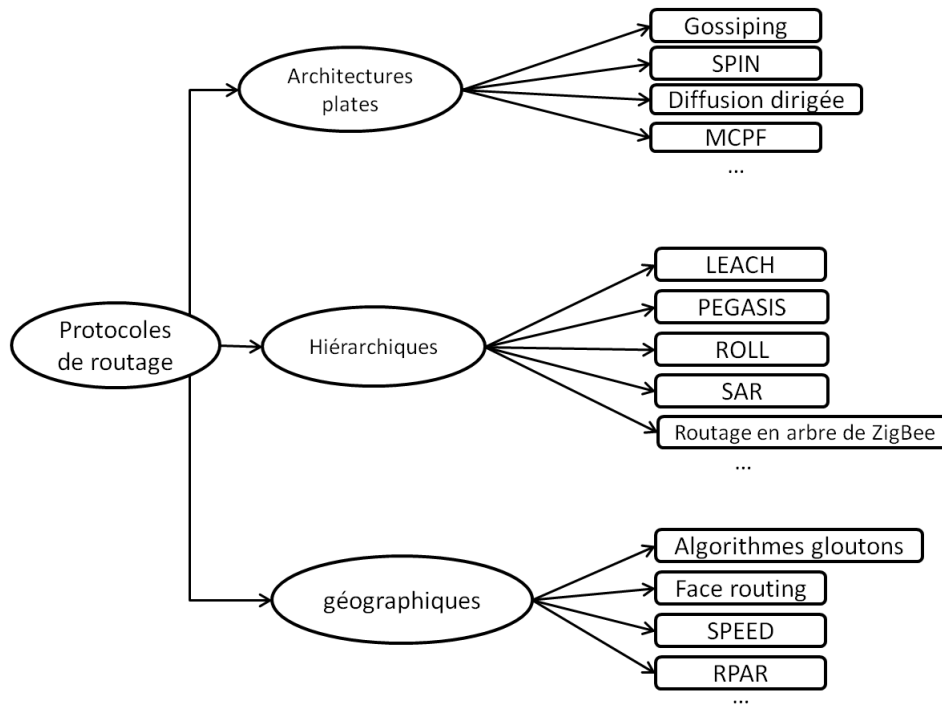 Protocoles
de routage
Architectures
plates
Gossiping
SPIN
Diffusion dirigée
MCPF
...
Hiérarchiques
LEACH
PEGASIS
ROLL
SAR
Routage en arbre de ZigBee
...
géographiques
Algorithmes gloutons
Face routing
SPEED
RPAR
...